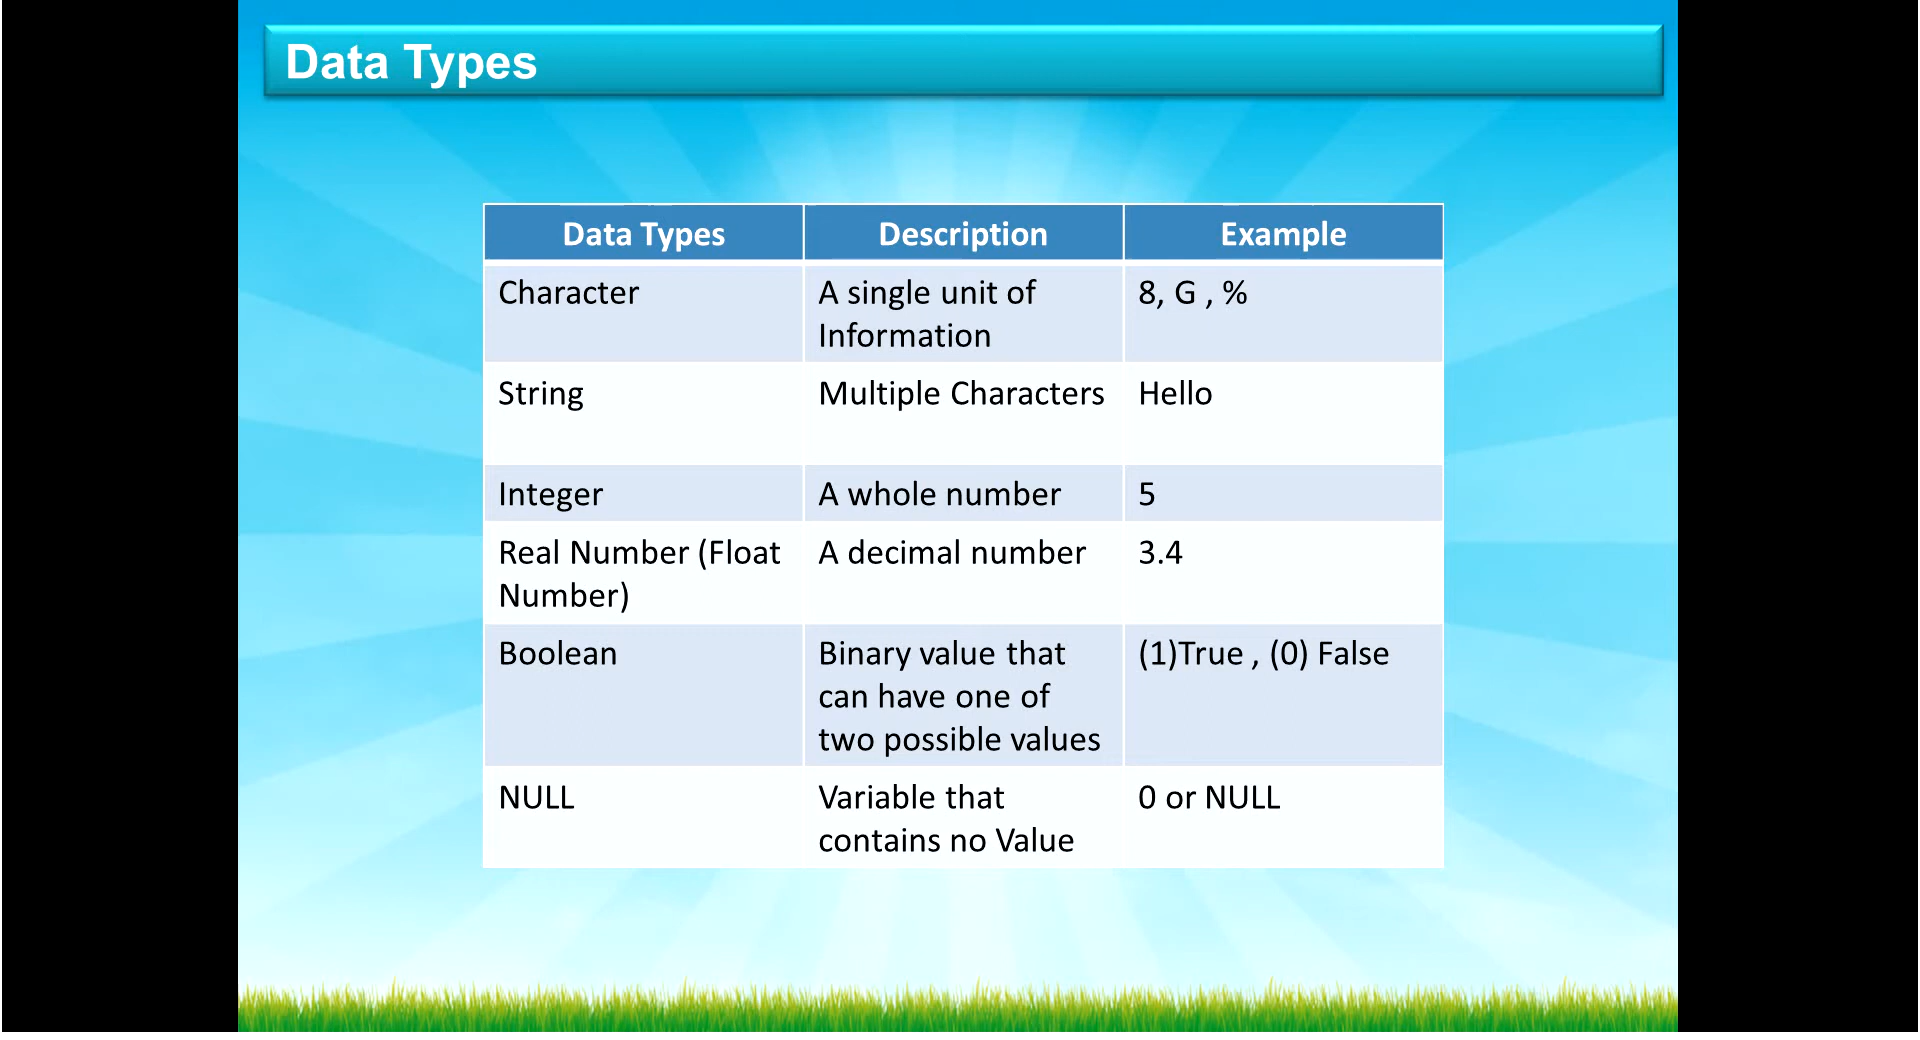 Data Types
Data Types Description Example
Character A single unit of 8, G , %
Information
String Multiple Characters Hello
Integer A whole number 5
Real Number (Float A decimal number 3.4
Number)
Boolean Binary value that (1)True , (0) False
can have one of
two possible values
NULL Variable that 0 or NULL
contains no Value